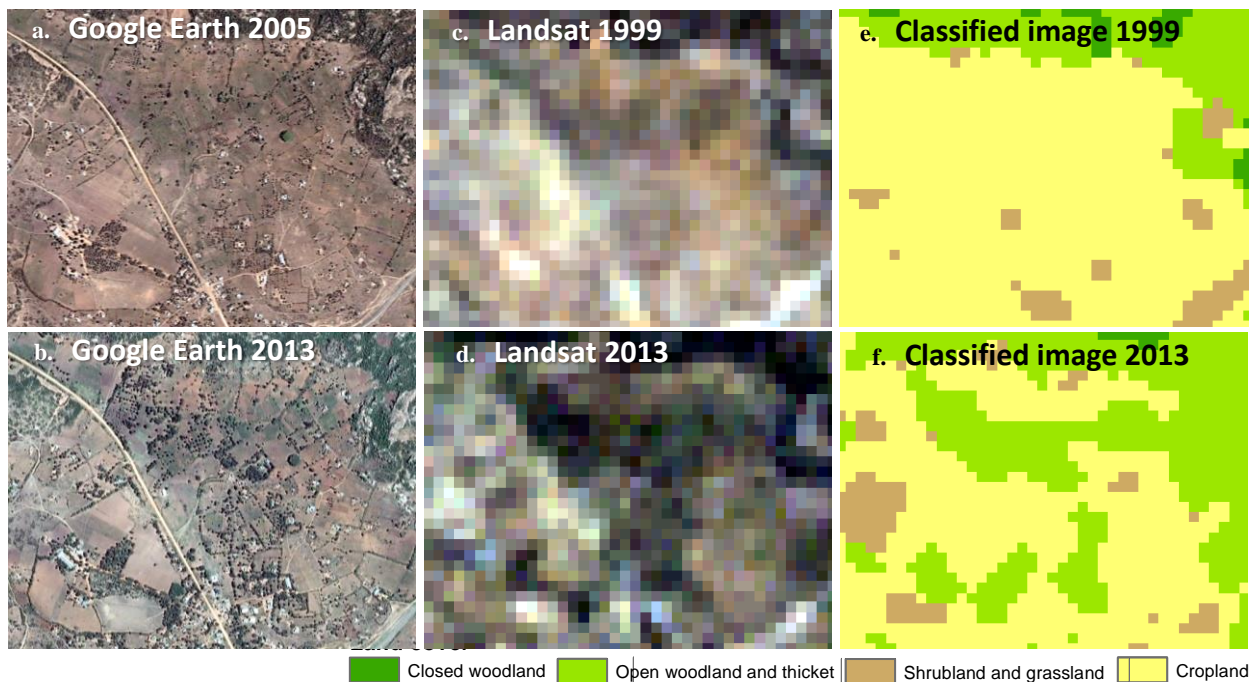 a. Google Earth 2005
c. Landsat 1999
e. Classified image 1999
b. Google Earth 2013
d. Landsat 2013
f. Classified image 2013
Closed woodland
Open woodland and thicket
Shrubland and grassland
Cropland